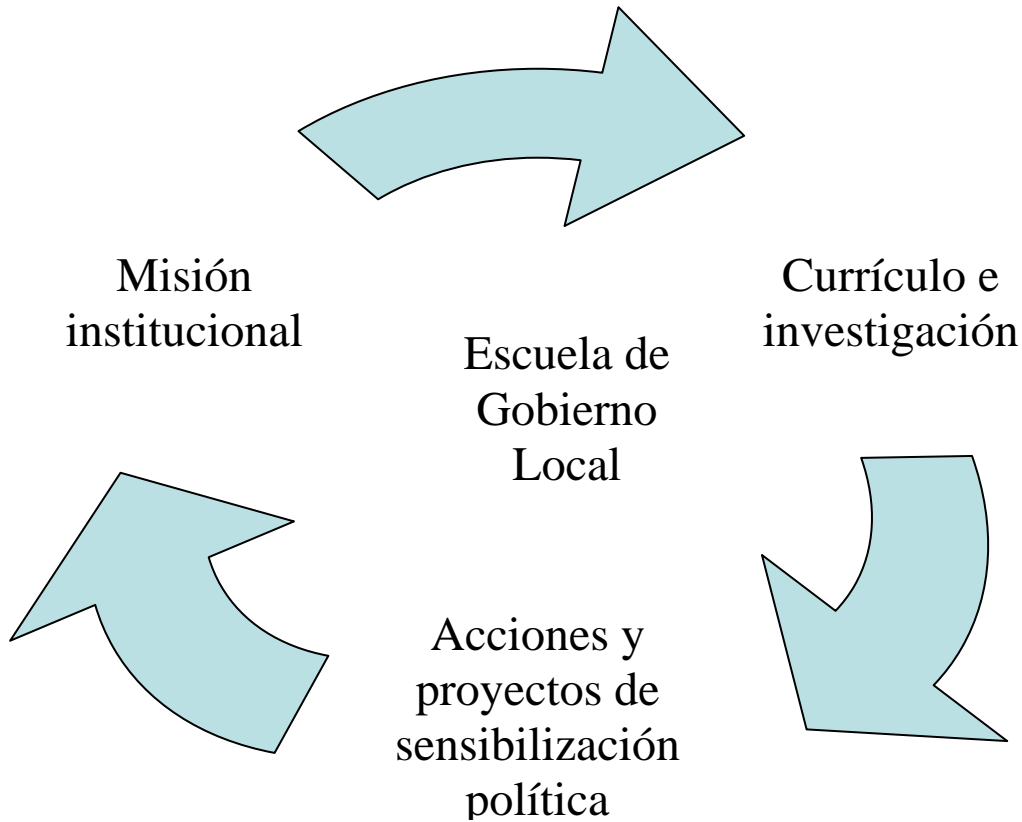 Misión
institucional
Currículo e
investigación
Escuela de
Gobierno
Local
Acciones y
proyectos de
sensibilización
política